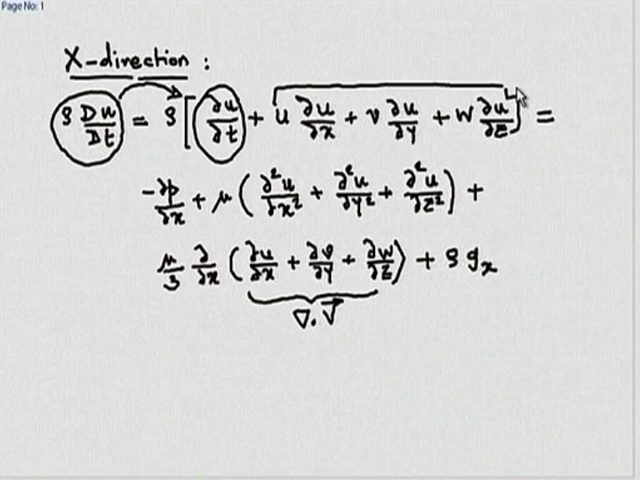 Page No: 1
X-direction :
ρ Du/Dt = ρ [ ∂u/∂t + u ∂u/∂x + v ∂u/∂y + w ∂u/∂z ] =
-∂p/∂x + μ ( ∂²u/∂x² + ∂²u/∂y² + ∂²u/∂z² ) +
μ/3 ∂/∂x ( ∂u/∂x + ∂v/∂y + ∂w/∂z ) + ρ gₓ
∇.V⃗